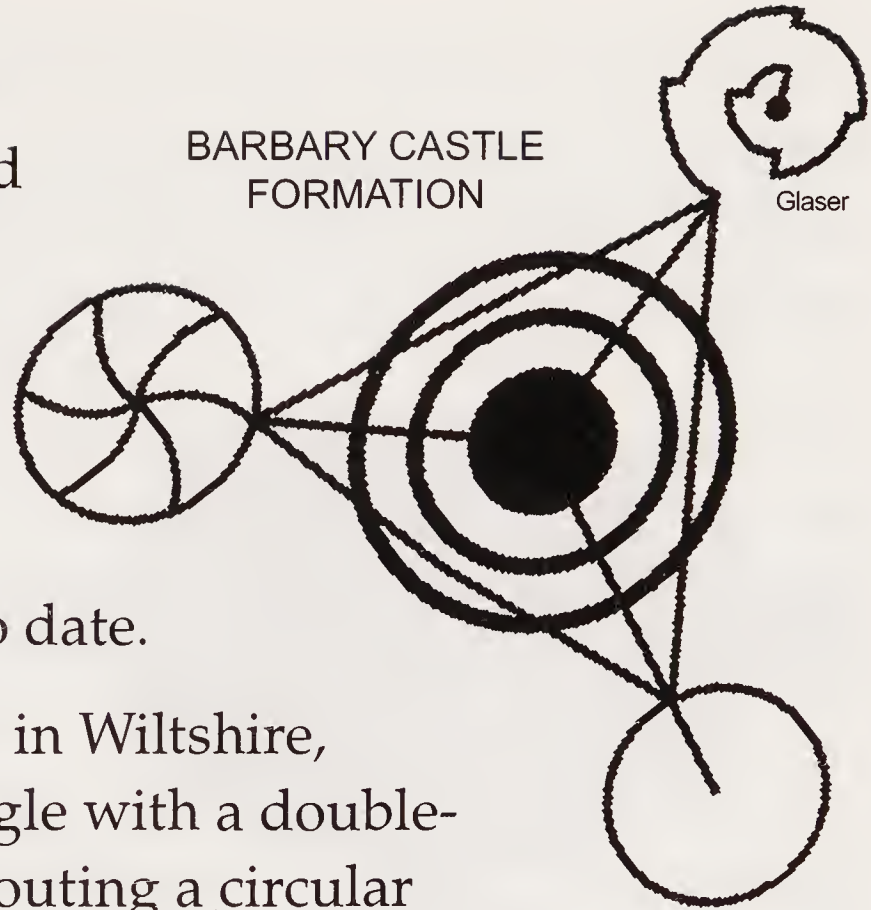 d
BARBARY CASTLE
FORMATION
Glaser
date.
in Wiltshire,
gle with a double-
outing a circular